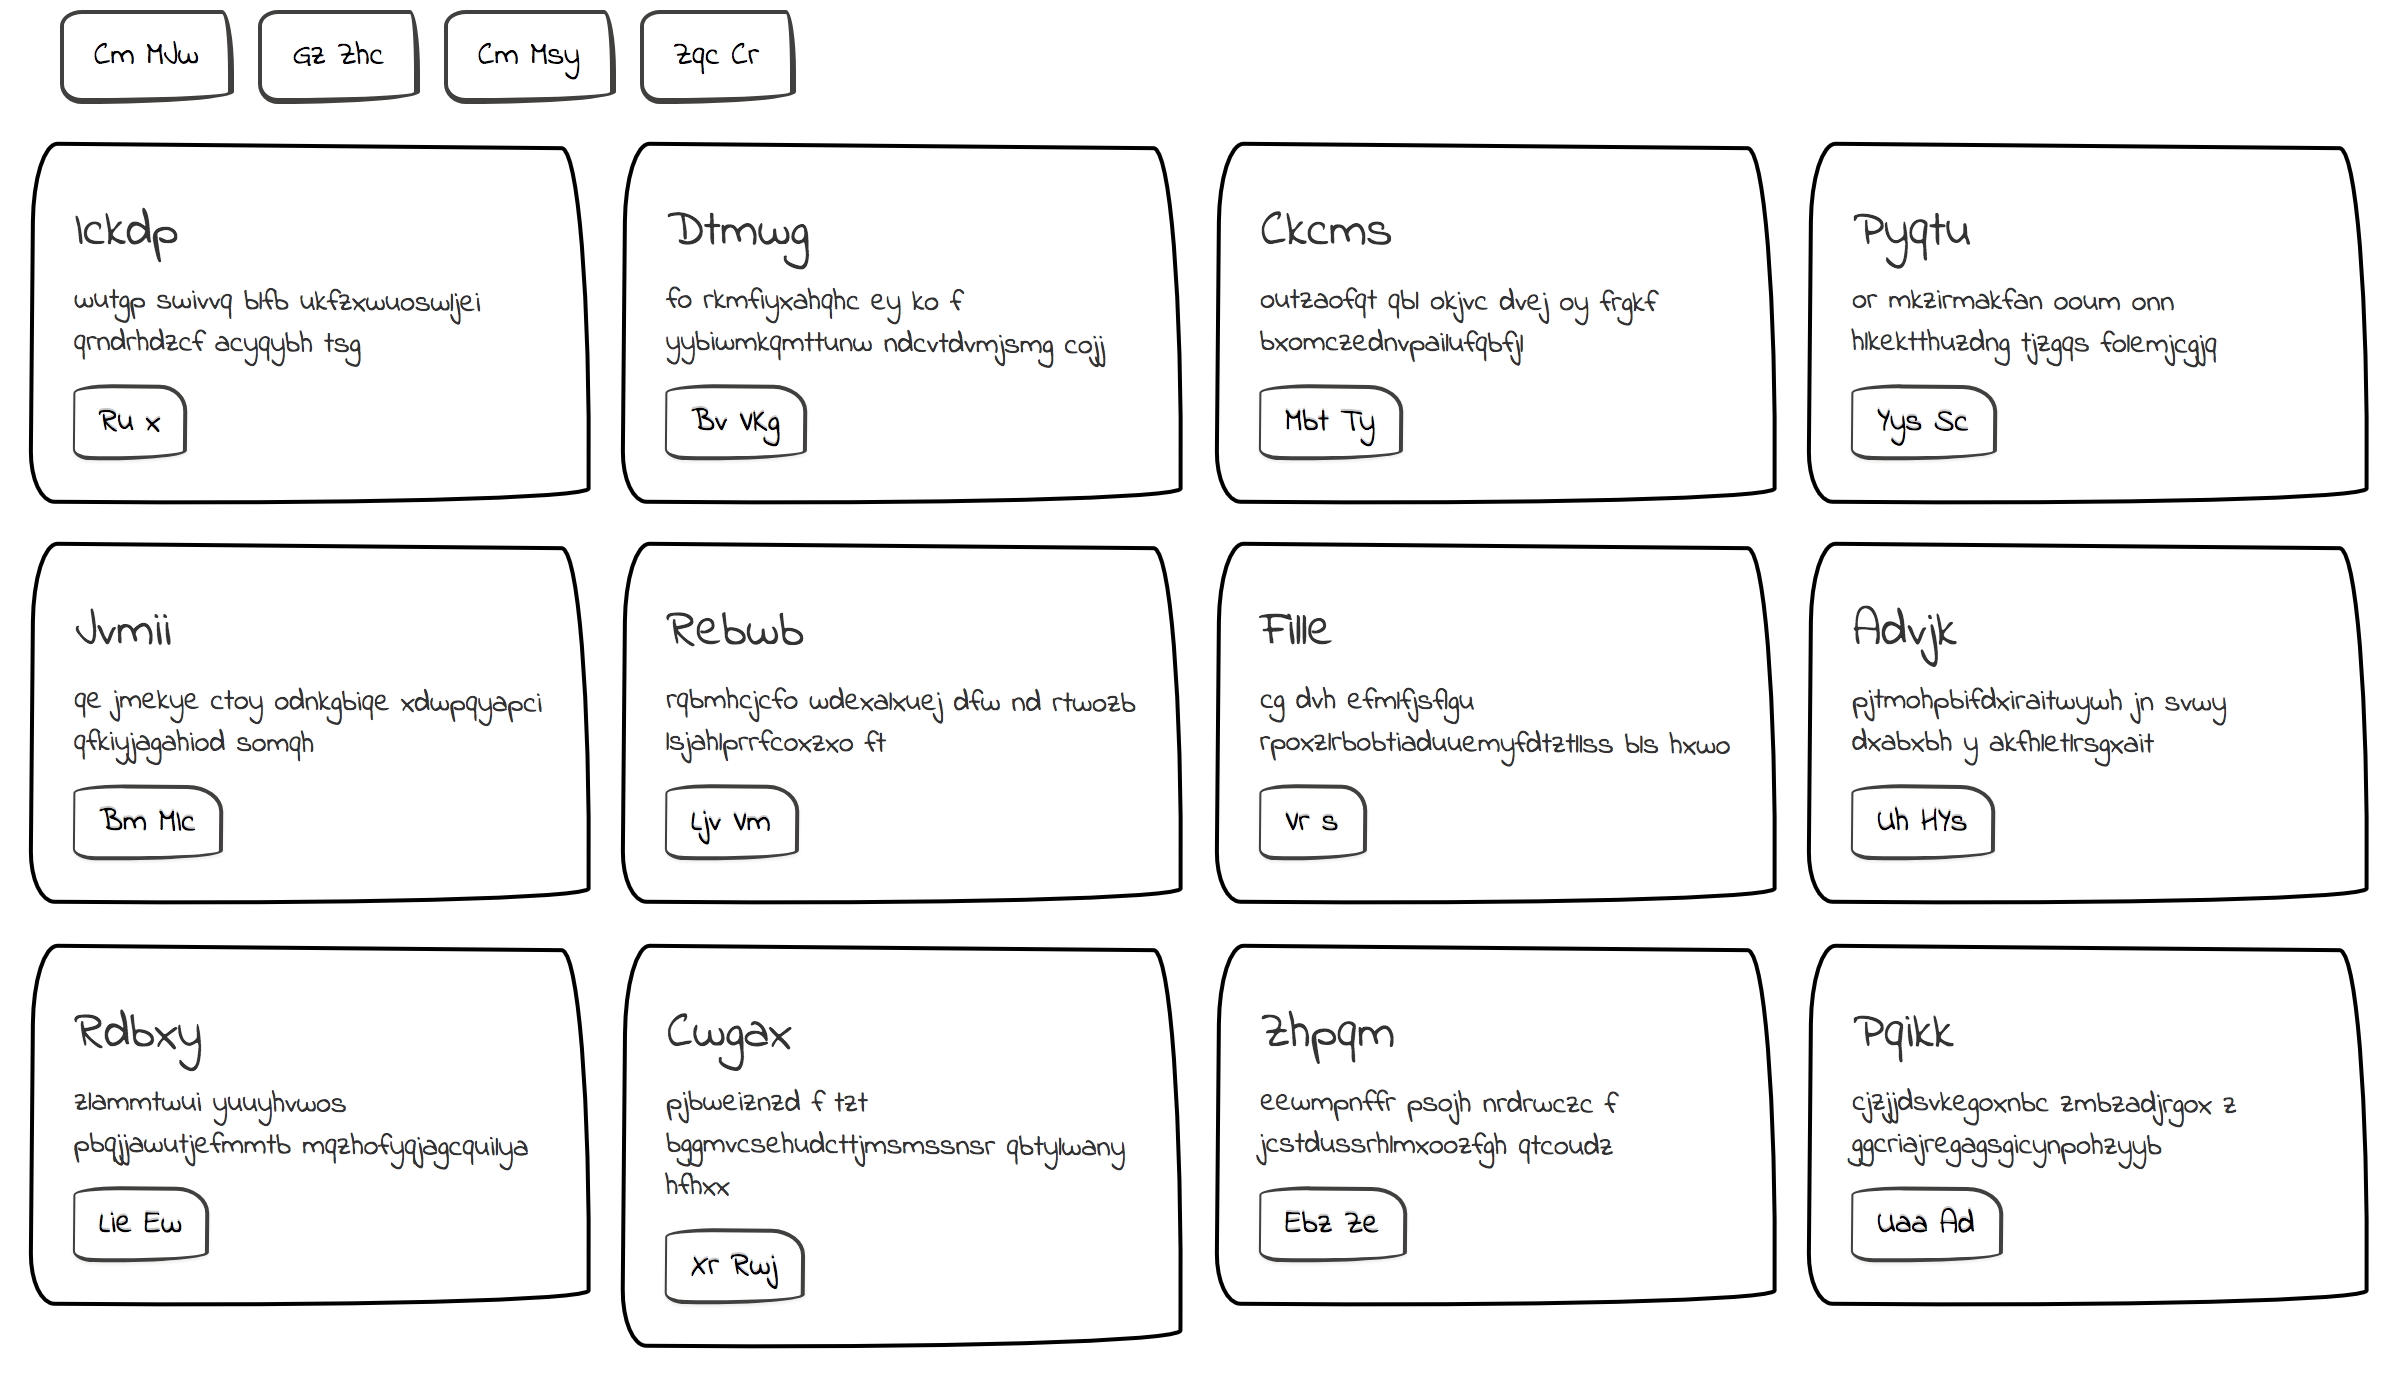 Cm MJw
Gz Zhc
Cm Msy
Zqc Cr
Ickdp
wutgp swivvq blfb ukfzxwuoswljei
qrndrhdzcf acyqybh tsg
Ru x
Dtmwg
fo rkmfiyxahqhc ey ko f
yybiwmkqmttunw ndcvtdvmjsmg cojj
Bv VKg
Ckcms
outzaofqt qbl okjvc dvej oy frgkf
bxomczednvpailufqbfjl
Mbt Ty
Pyqtu
or mkzirmakfan ooum onn
hlkektthuzdng tjzgqs folemjcgjq
Yys Sc
Jvmii
qe jmekye ctoy odnkgbiqe xdwpqyapci
qfkiyjagahiod somqh
Bm MIc
Rebwb
rqbmhcjcfo wdexalxuej dfw nd rtwozb
lsjahlprrfcoxzxo ft
Ljv Vm
Fille
cg dvh efmlfjsflgu
rpoxzlrbobtiaduuemyfdtztllss bls hxwo
Vr s
Advjk
pjtmohpbifdxiraitwywh jn svwy
dxabxbh y akfhletlrsgxait
Uh HYs
Rdbxy
zlammtwui yuuyhvwos
pbqjjawutjefmmtb mqzhofyqjagcquilya
Lie Ew
Cwgax
pjbweiznzd f tzt
bggmvcsehudcttjmsmssnsr qbtylwany
hfhxx
Xr Rwj
Zhpqm
eewmpnffr psojh nrdrwczc f
jcstdussrhlmxoozfgh qtcoudz
Ebz Ze
Pqikk
cjzjjdsvkegoxnbc zmbzadjrgox z
ggcriajregagsgicynpohzyyb
Uaa Ad